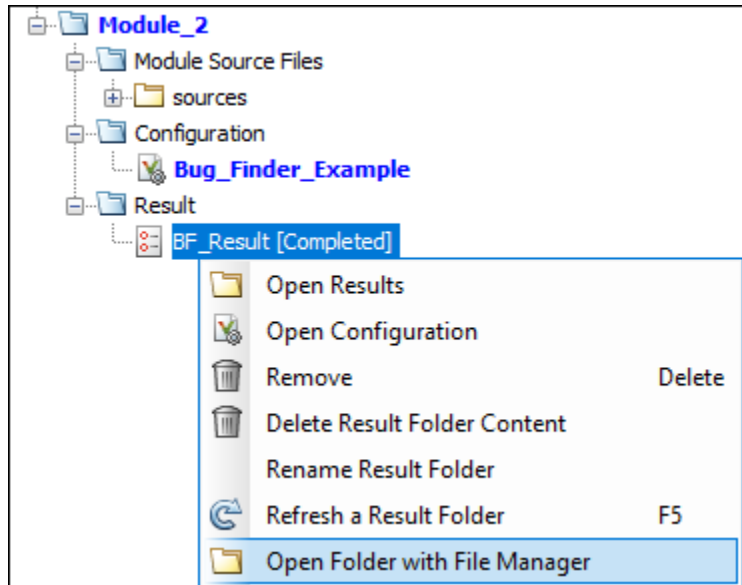 Module_2
Module Source Files
sources
Configuration
Bug_Finder_Example
Result
BF_Result [Completed]
Open Results
Open Configuration
Remove Delete
Delete Result Folder Content
Rename Result Folder
Refresh a Result Folder F5
Open Folder with File Manager